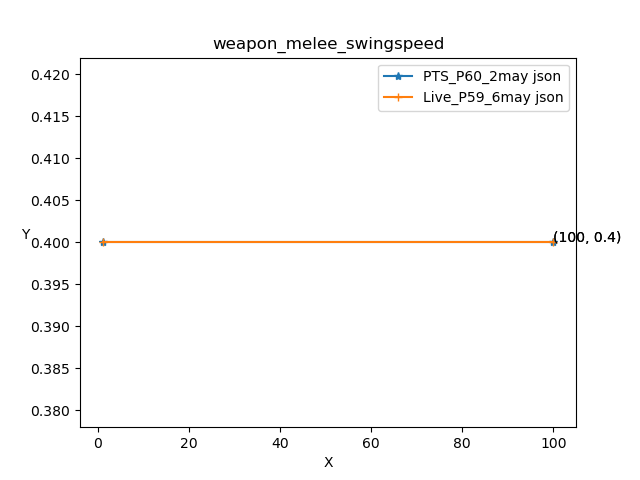 weapon_melee_swingspeed
PTS_P60_2may json
Live_P59_6may json
0.420
0.415
0.410
0.405
0.400
0.395
0.390
0.385
0.380
Y
(100, 0.4)
0 20 40 60 80 100
X